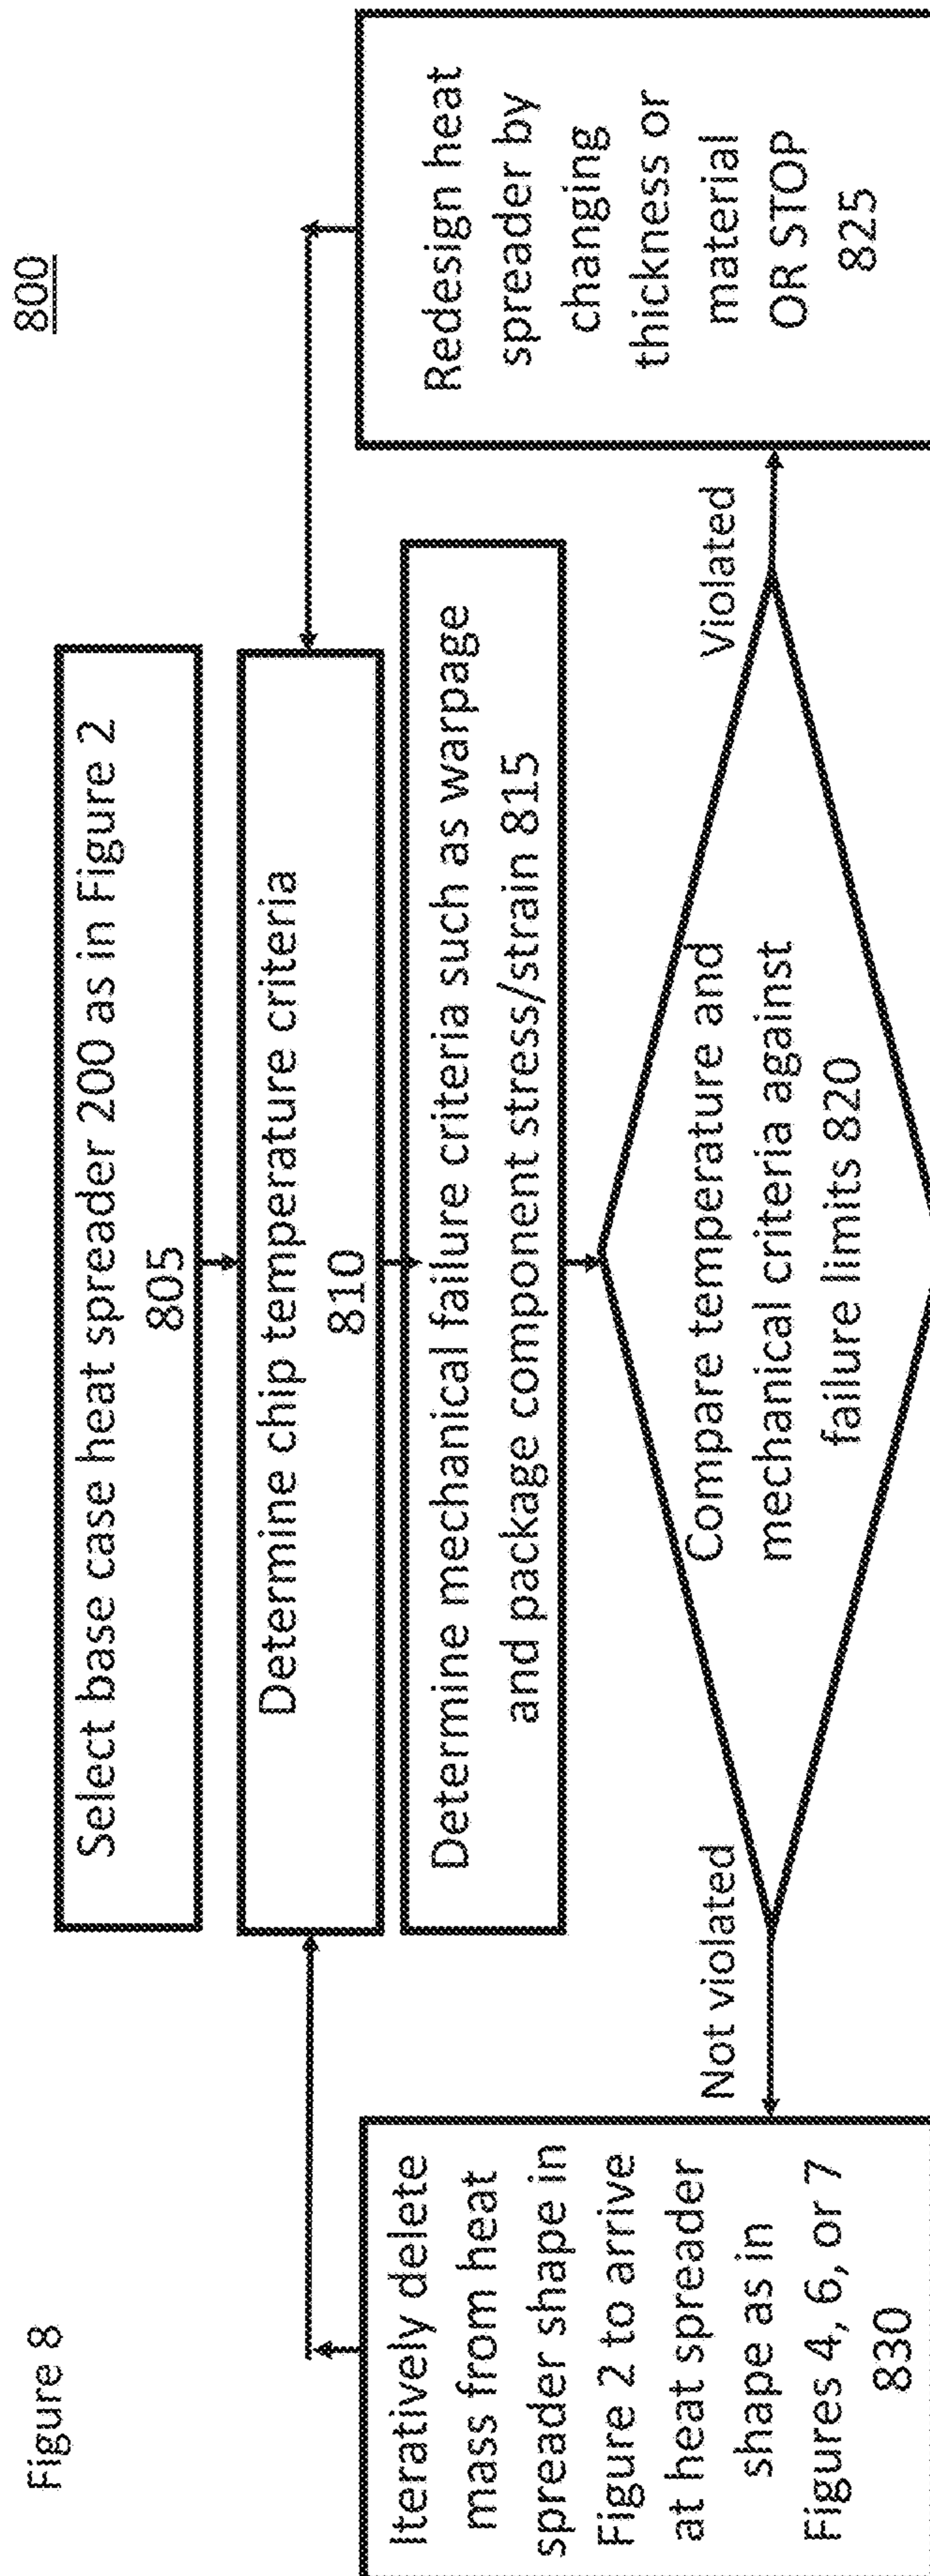 Figure 8
800
Select base case heat spreader 200 as in Figure 2
805
Determine chip temperature criteria
810
Determine mechanical failure criteria such as warpage
and package component stress/strain 815
Compare temperature and
mechanical criteria against
failure limits 820
Not violated
Violated
Iteratively delete
mass from heat
spreader shape in
Figure 2 to arrive
at heat spreader
shape as in
Figures 4, 6, or 7
830
Redesign heat
spreader by
changing
thickness or
material
OR STOP
825